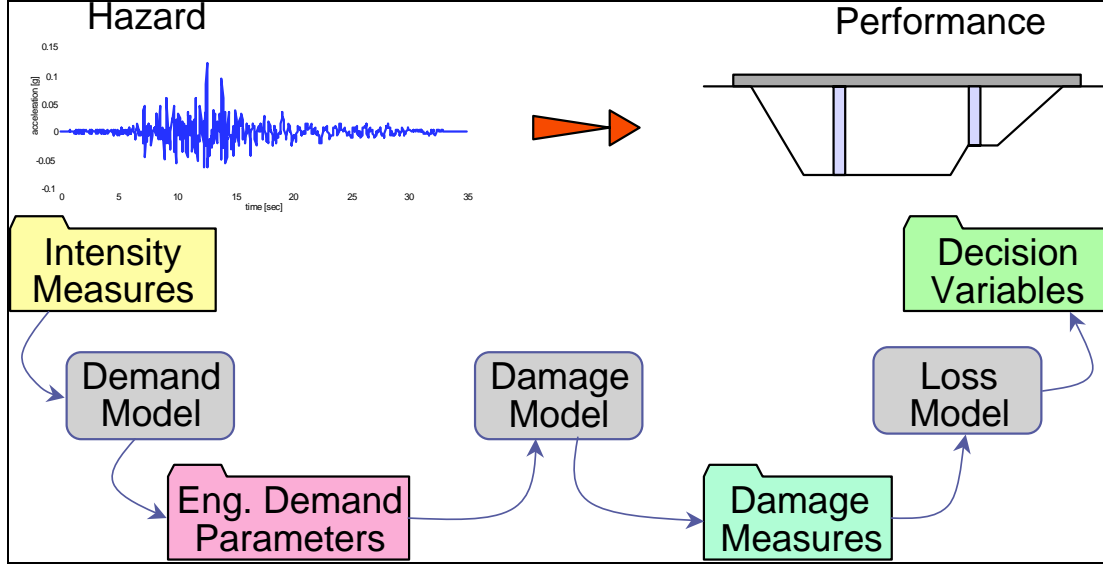 Hazard
Performance
0.15
0.1
0.05
0
-0.05
-0.1
acceleration [g]
0 5 10 15 20 25 30 35
time [sec]
Intensity
Measures
Decision
Variables
Demand
Model
Damage
Model
Loss
Model
Eng. Demand
Parameters
Damage
Measures